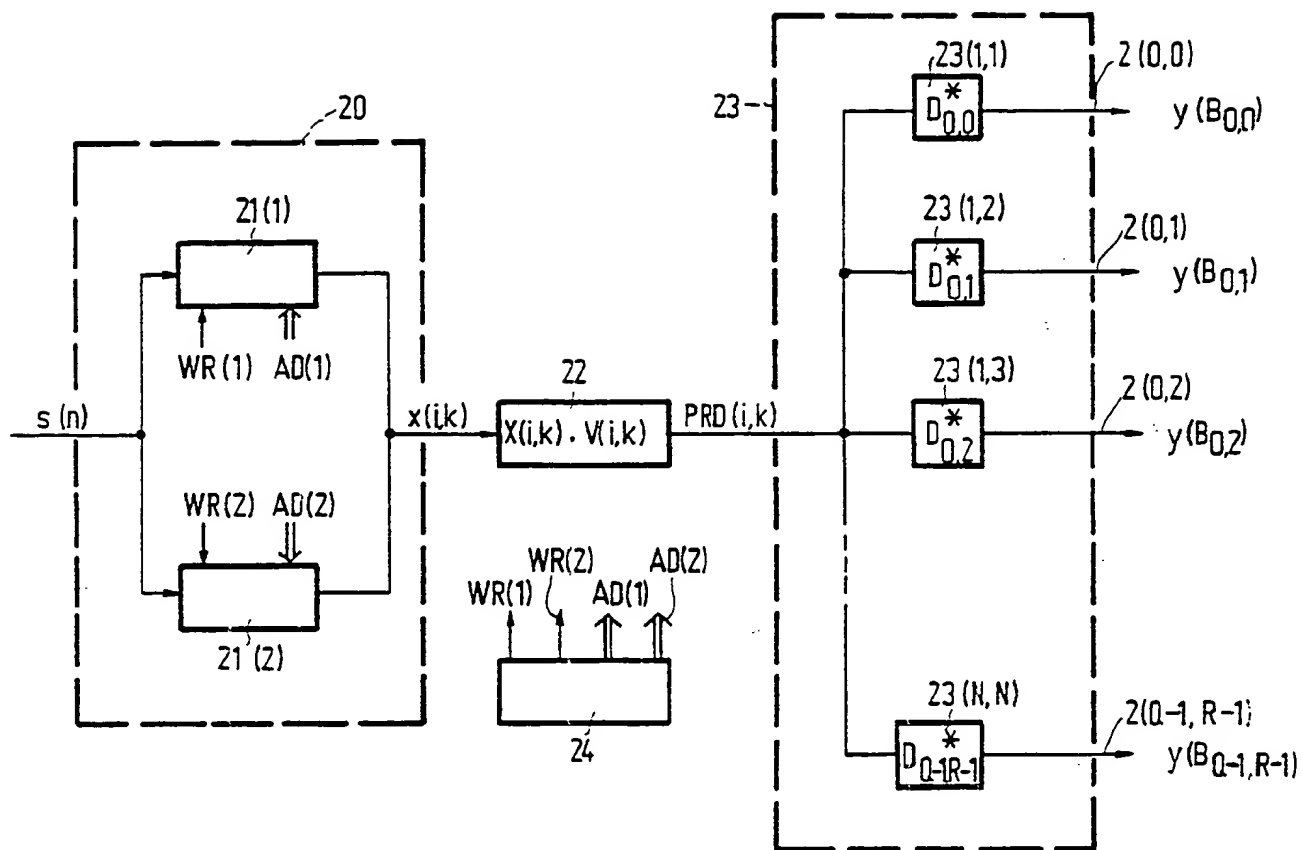 20
21(1)
WR(1) AD(1)
s(n)
x(i,k)
WR(2) AD(2)
21(2)
22
X(i,k) . V(i,k)
PRD(i,k)
WR(1) WR(2) AD(1) AD(2)
24
23
23(1,1)
D*0,0
2(0,0)
y(B0,0)
23(1,2)
D*0,1
2(0,1)
y(B0,1)
23(1,3)
D*0,2
2(0,2)
y(B0,2)
23(N,N)
D*Q-1,R-1
2(Q-1, R-1)
y(BQ-1,R-1)